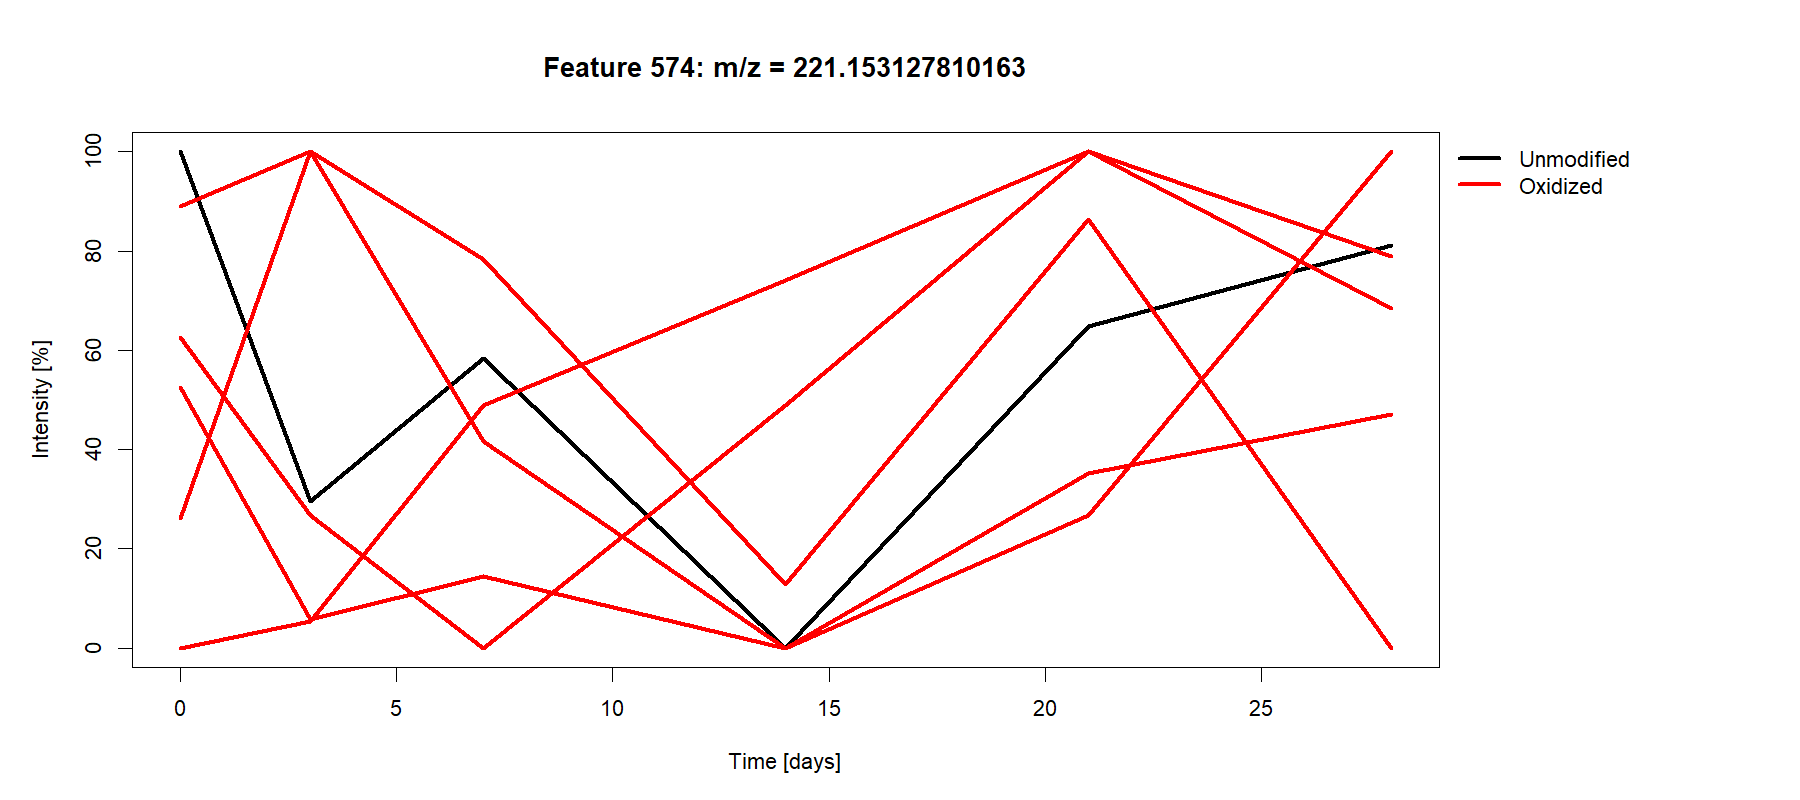 Feature 574: m/z = 221.153127810163
Unmodified
Oxidized
Intensity [%]
100
80
60
40
20
0
0 5 10 15 20 25
Time [days]